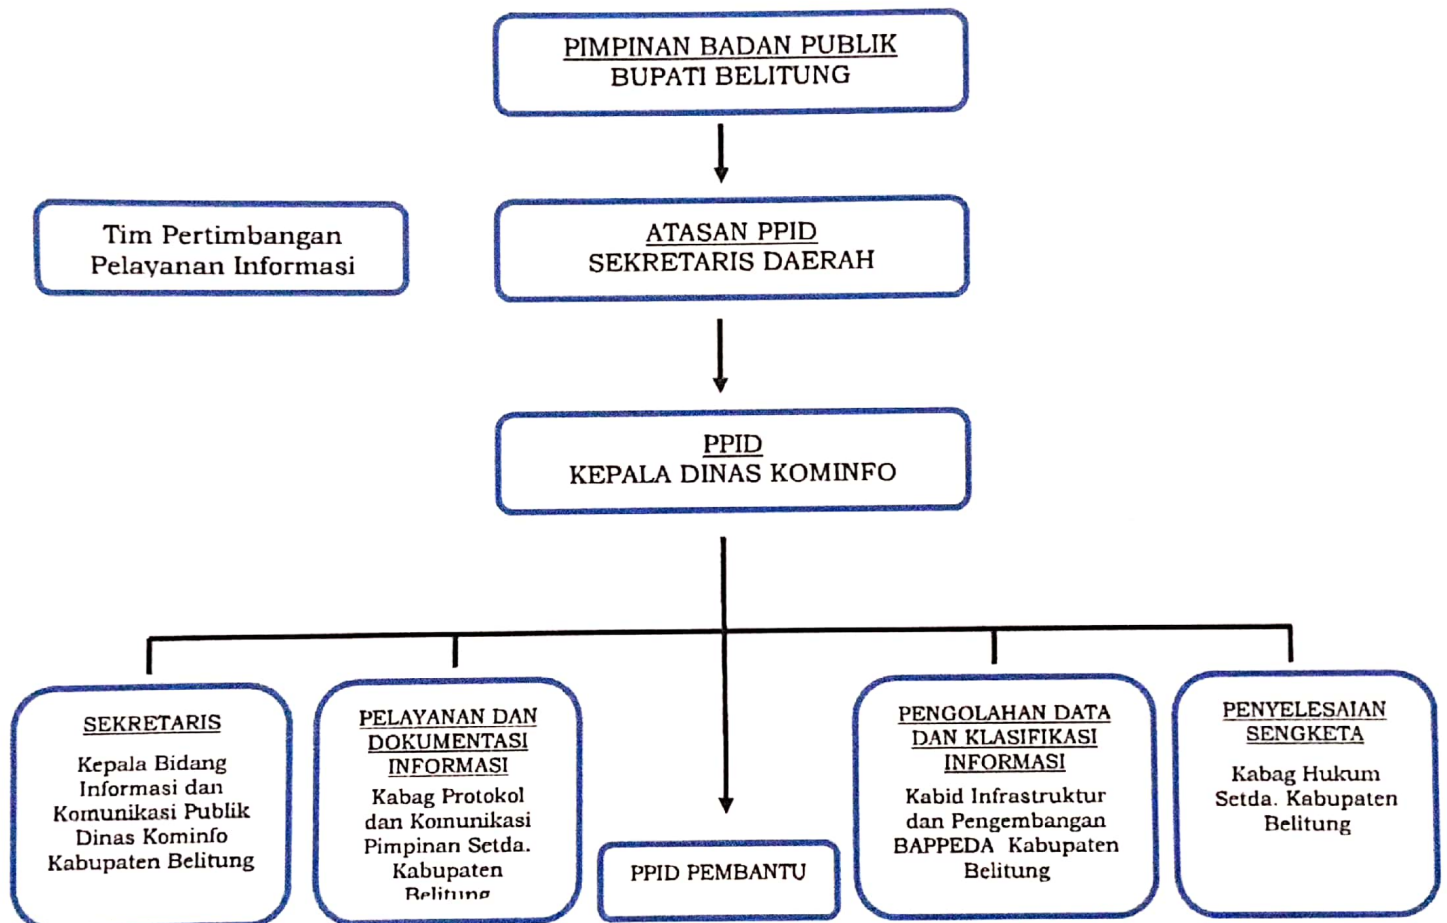 PIMPINAN BADAN PUBLIK
BUPATI BELITUNG
Tim Pertimbangan
Pelayanan Informasi
ATASAN PPID
SEKRETARIS DAERAH
PPID
KEPALA DINAS KOMINFO
SEKRETARIS
Kepala Bidang
Informasi dan
Komunikasi Publik
Dinas Kominfo
Kabupaten Belitung
PELAYANAN DAN
DOKUMENTASI
INFORMASI
Kabag Protokol
dan Komunikasi
Pimpinan Setda.
Kabupaten
Belitung
PPID PEMBANTU
PENGOLAHAN DATA
DAN KLASIFIKASI
INFORMASI
Kabid Infrastruktur
dan Pengembangan
BAPPEDA Kabupaten
Belitung
PENYELESAIAN
SENGKETA
Kabag Hukum
Setda. Kabupaten
Belitung